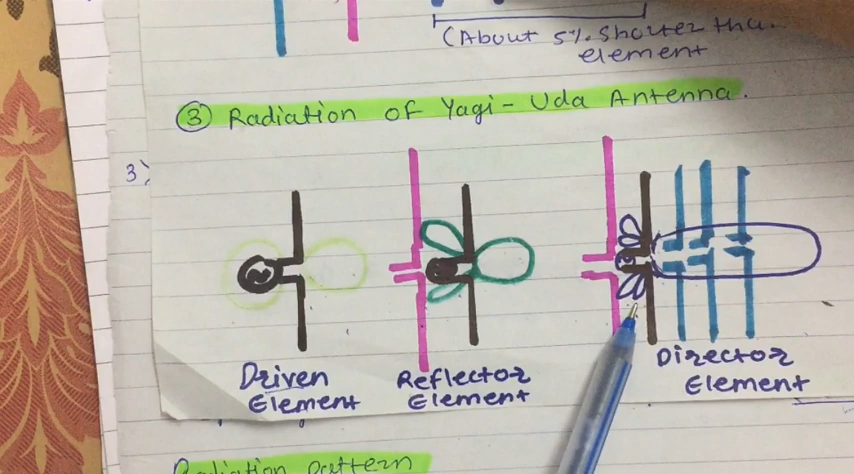 (About 5% Shorter tha
element
③ Radiation of Yagi-Uda Antenna.
3)
Driven
Element
Reflector
Element
Director
Element
Radiation pattern